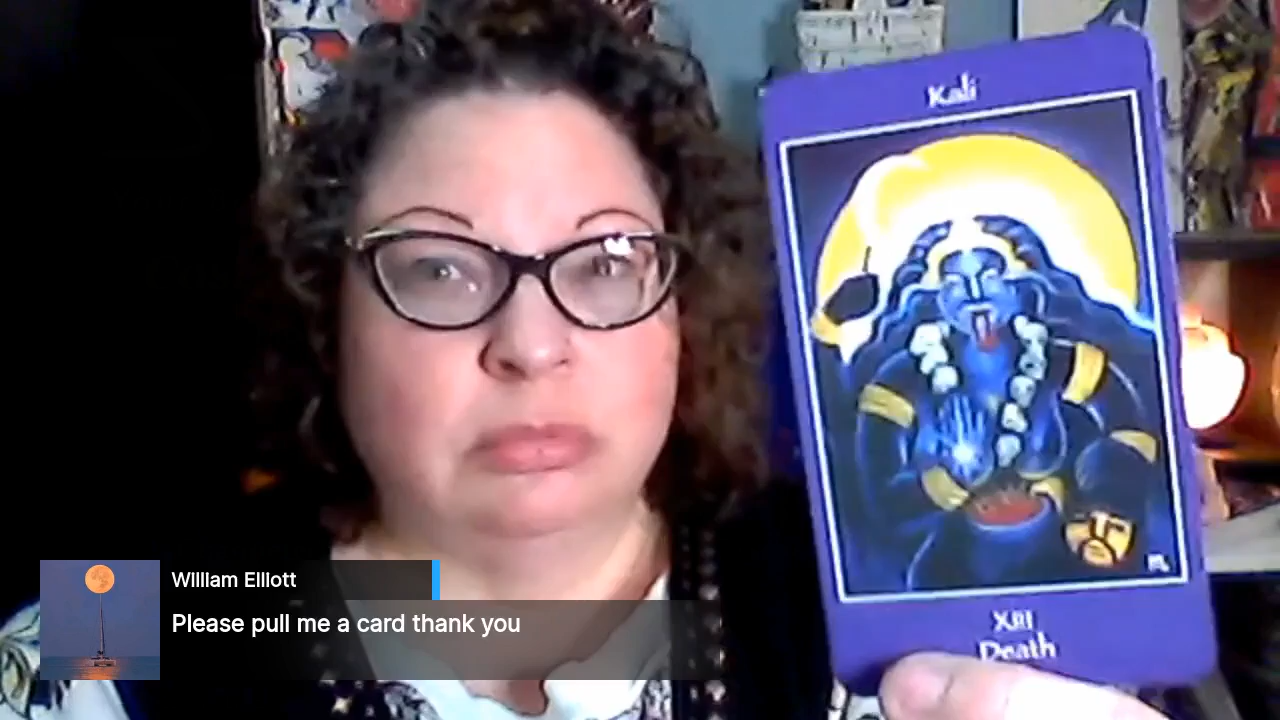 Kali
XIII
Death
William Elliott
Please pull me a card thank you